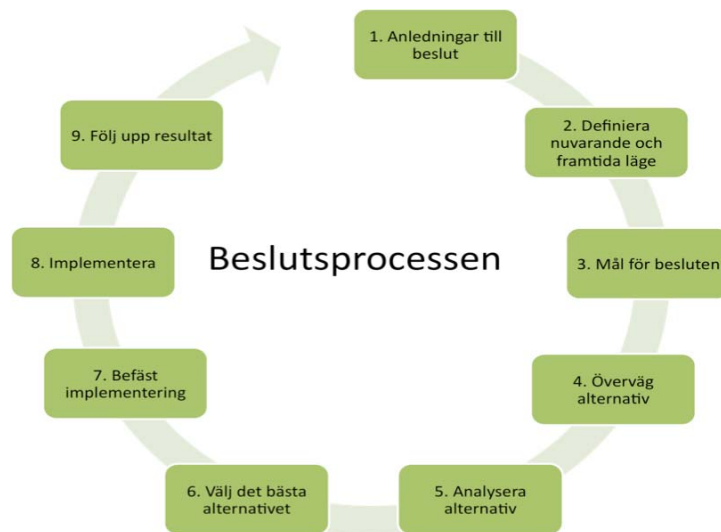 1. Anledningar till
beslut
2. Definiera
nuvarande och
framtida läge
3. Mål för besluten
4. Överväg
alternativ
5. Analysera
alternativ
6. Välj det bästa
alternativet
7. Befäst
implementering
8. Implementera
9. Följ upp resultat
Beslutsprocessen